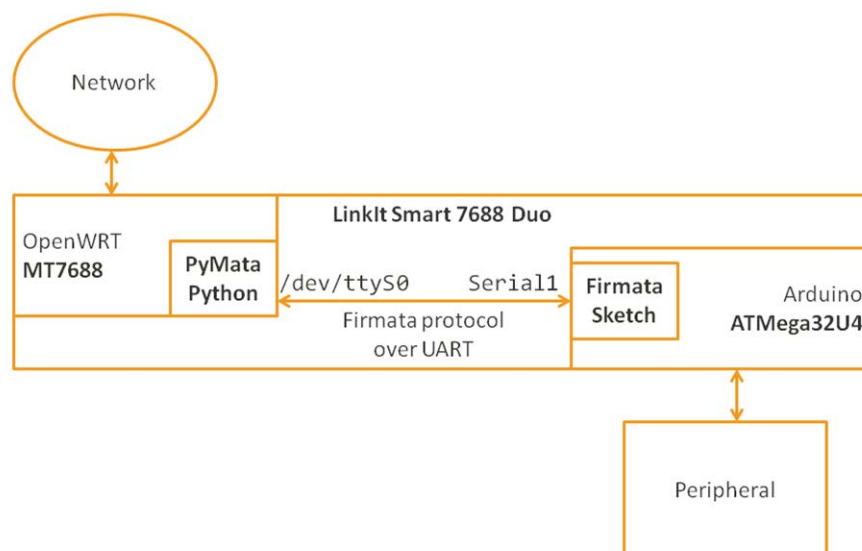 Network
LinkIt Smart 7688 Duo
OpenWRT
MT7688
PyMata
Python
/dev/ttyS0
Serial1
Firmata
Sketch
Arduino
ATMega32U4
Firmata protocol
over UART
Peripheral